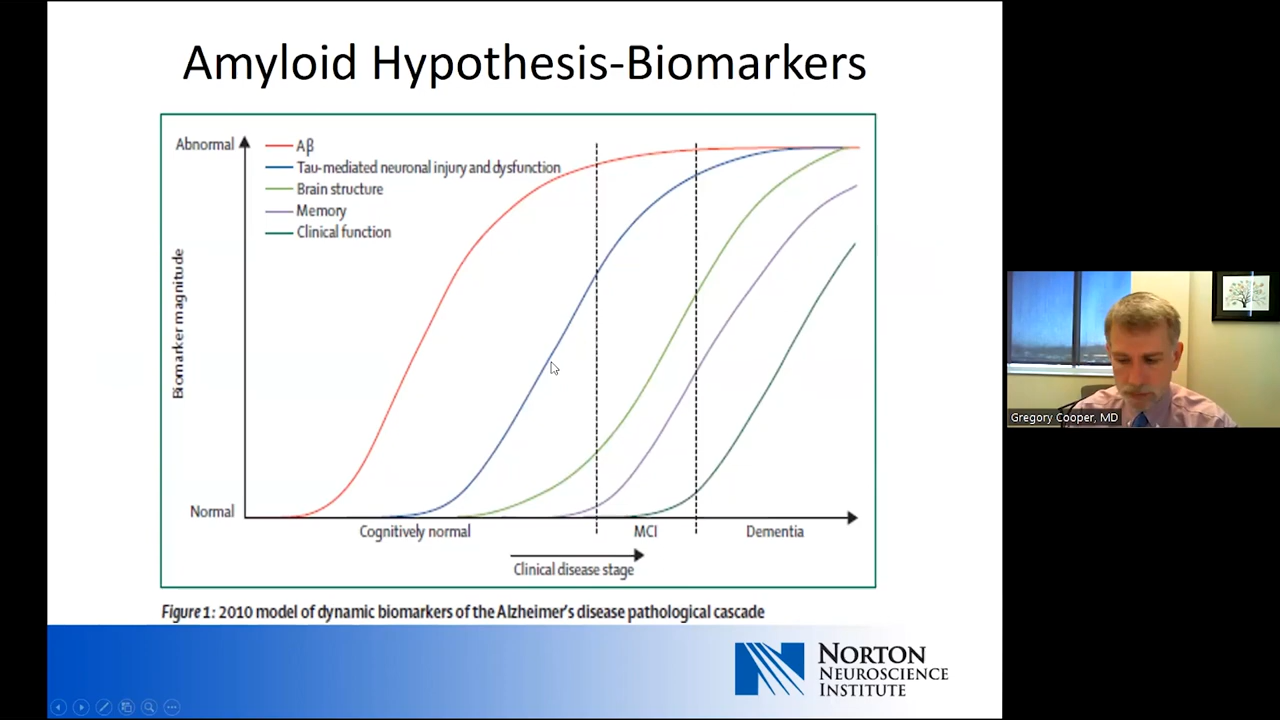 Amyloid Hypothesis-Biomarkers
Abnormal
Aβ
Tau-mediated neuronal injury and dysfunction
Brain structure
Memory
Clinical function
Biomarker magnitude
Normal
Cognitively normal
MCI
Dementia
Clinical disease stage
Figure 1: 2010 model of dynamic biomarkers of the Alzheimer's disease pathological cascade
NORTON
NEUROSCIENCE
INSTITUTE
Gregory Cooper, MD